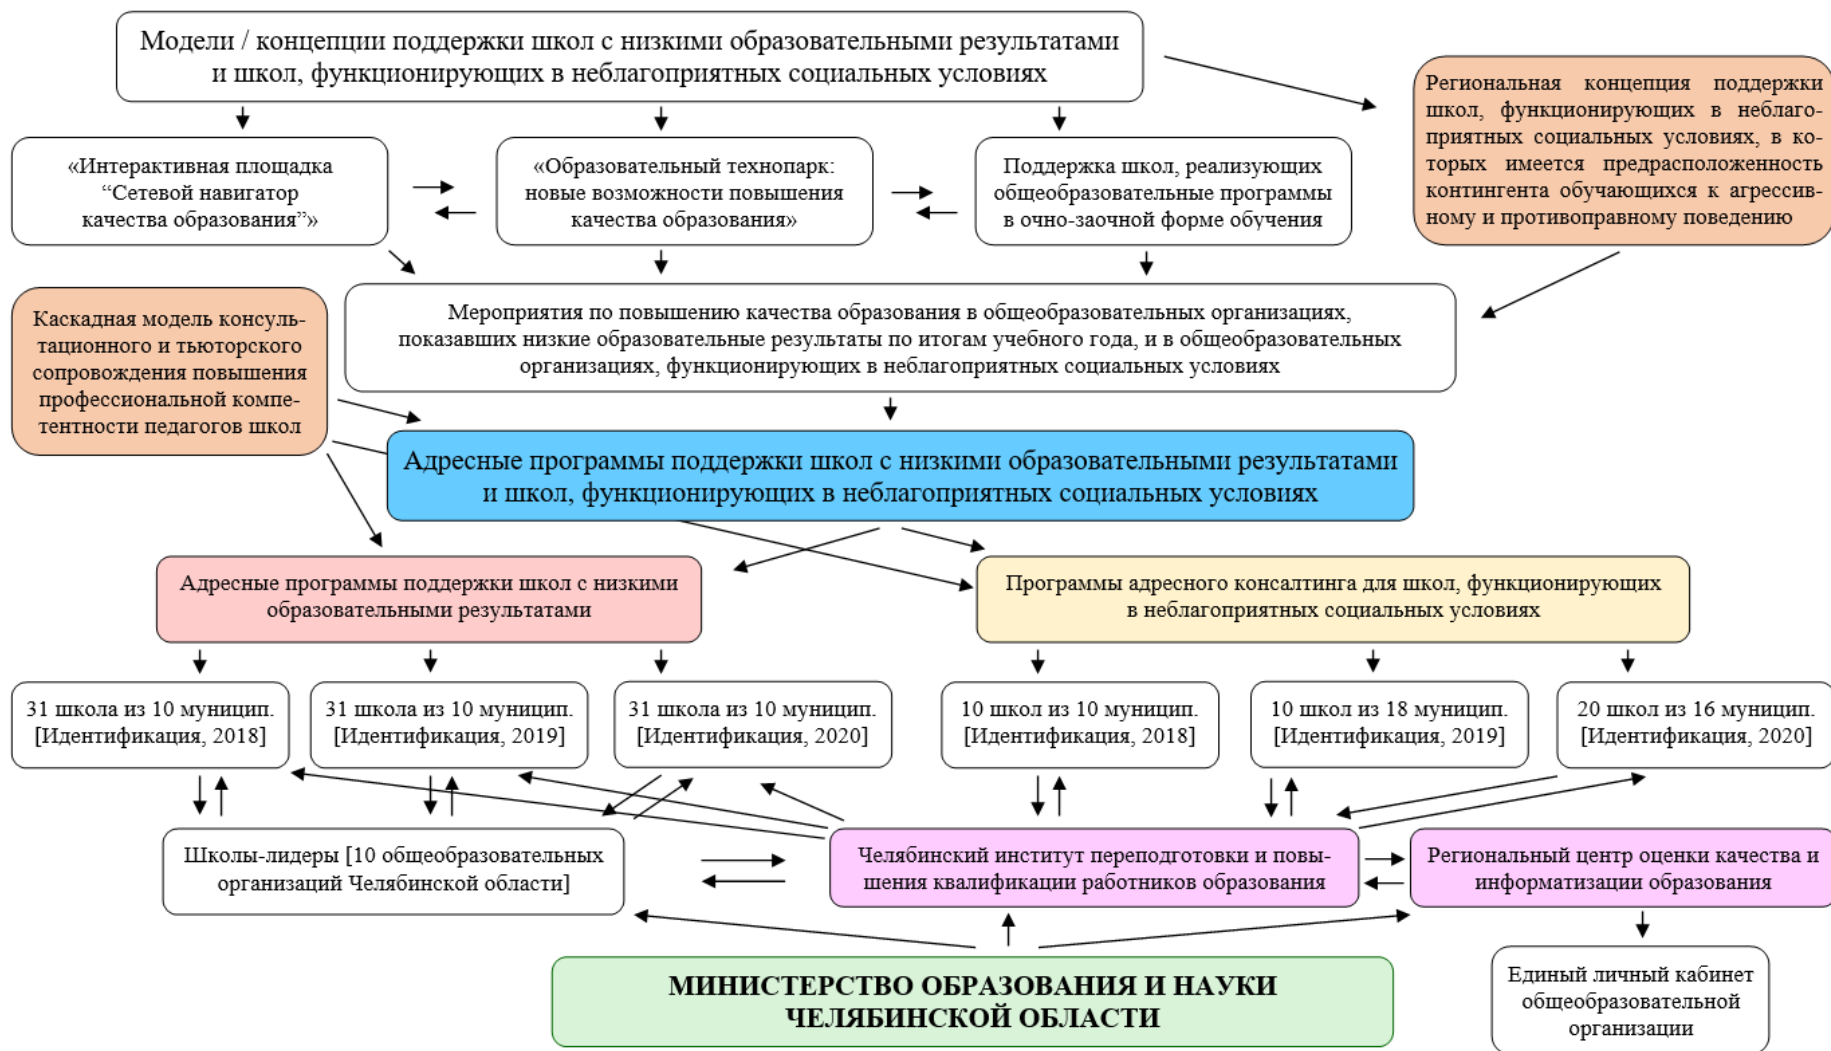 Модели / концепции поддержки школ с низкими образовательными результатами
и школ, функционирующих в неблагоприятных социальных условиях
Региональная концепция поддержки
школ, функционирующих в неблаго-
приятных социальных условиях, в ко-
торых имеется предрасположенность
контингента обучающихся к агрессив-
ному и противоправному поведению
«Интерактивная площадка
“Сетевой навигатор
качества образования”»
«Образовательный технопарк:
новые возможности повышения
качества образования»
Поддержка школ, реализующих
общеобразовательные программы
в очно-заочной форме обучения
Каскадная модель консуль-
тационного и тьюторского
сопровождения повышения
профессиональной компе-
тентности педагогов школ
Мероприятия по повышению качества образования в общеобразовательных организациях,
показавших низкие образовательные результаты по итогам учебного года, и в общеобразовательных
организациях, функционирующих в неблагоприятных социальных условиях
Адресные программы поддержки школ с низкими образовательными результатами
и школ, функционирующих в неблагоприятных социальных условиях
Адресные программы поддержки школ с низкими
образовательными результатами
Программы адресного консалтинга для школ, функционирующих
в неблагоприятных социальных условиях
31 школа из 10 муницип.
[Идентификация, 2018]
31 школа из 10 муницип.
[Идентификация, 2019]
31 школа из 10 муницип.
[Идентификация, 2020]
10 школ из 10 муницип.
[Идентификация, 2018]
10 школ из 18 муницип.
[Идентификация, 2019]
20 школ из 16 муницип.
[Идентификация, 2020]
Школы-лидеры [10 общеобразовательных
организаций Челябинской области]
Челябинский институт переподготовки и повы-
шения квалификации работников образования
Региональный центр оценки качества и
информатизации образования
МИНИСТЕРСТВО ОБРАЗОВАНИЯ И НАУКИ
ЧЕЛЯБИНСКОЙ ОБЛАСТИ
Единый личный кабинет
общеобразовательной
организации